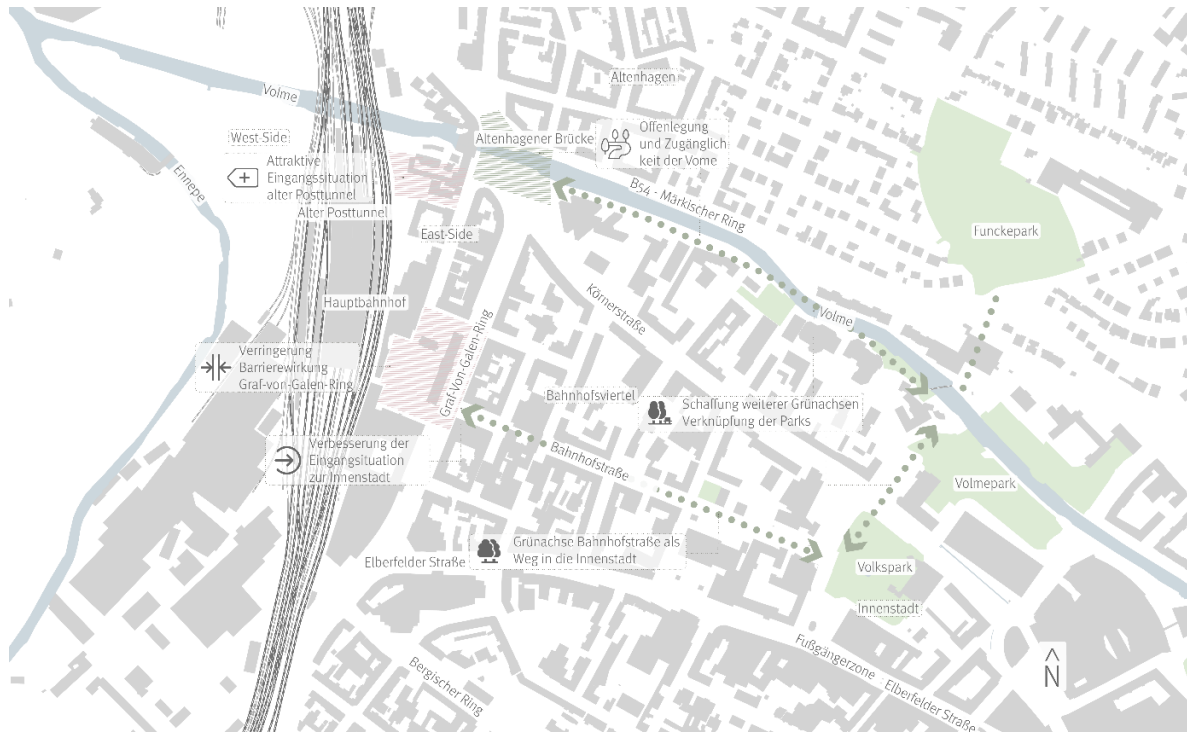 Altenhagen
Volme
West-Side
Altenhagener Brücke
Offenlegung
und Zugänglich
keit der Vome
Attraktive
Eingangssituation
alter Posttunnel
Ennepe
B54 - Märkischer Ring
Alter Posttunnel
East-Side
Funckepark
Hauptbahnhof
Körnerstraße
Volme
Verringerung
Barrierewirkung
Graf-von-Galen-Ring
Graf-Von-Galen-Ring
Bahnhofsviertel
Schaffung weiterer Grünachsen
Verknüpfung der Parks
Verbesserung der
Eingangsituation
zur Innenstadt
Bahnhofstraße
Volmepark
Grünachse Bahnhofstraße als
Weg in die Innenstadt
Elberfelder Straße
Volkspark
Innenstadt
Fußgängerzone - Elberfelder Straße
Bergischer Ring
N